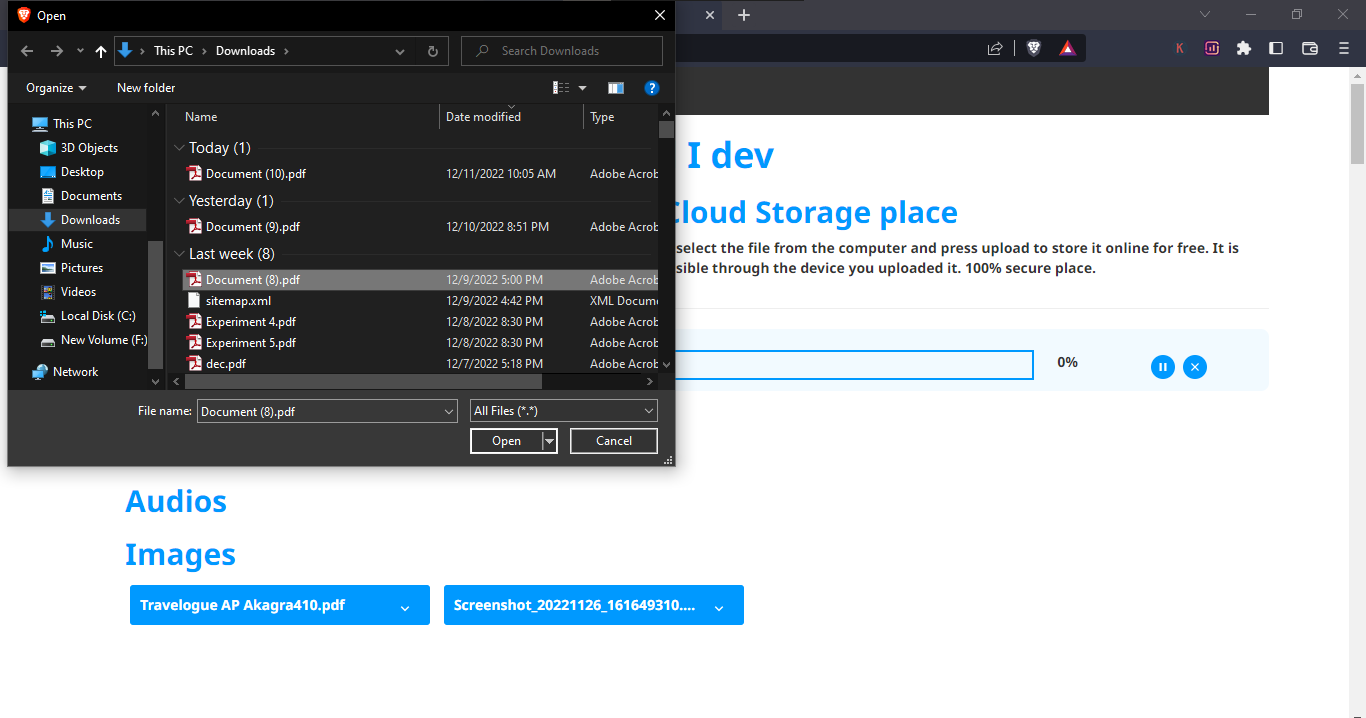 Open
This PC
Downloads
Search Downloads
Organize
New folder
Name
Date modified
Type
This PC
3D Objects
Desktop
Documents
Downloads
Music
Pictures
Videos
Local Disk (C:)
New Volume (F:)
Network
Today (1)
Document (10).pdf 12/11/2022 10:05 AM Adobe Acrob
Yesterday (1)
Document (9).pdf 12/10/2022 8:51 PM Adobe Acrob
Last week (8)
Document (8).pdf 12/9/2022 5:00 PM Adobe Acrob
sitemap.xml 12/9/2022 4:42 PM XML Docume
Experiment 4.pdf 12/8/2022 8:30 PM Adobe Acrob
Experiment 5.pdf 12/8/2022 8:30 PM Adobe Acrob
dec.pdf 12/7/2022 5:18 PM Adobe Acrob
File name: Document (8).pdf All Files (*.*)
Open Cancel
K
I dev
Cloud Storage place
select the file from the computer and press upload to store it online for free. It is
sible through the device you uploaded it. 100% secure place.
0%
Audios
Images
Travelogue AP Akagra410.pdf
Screenshot_20221126_161649310....